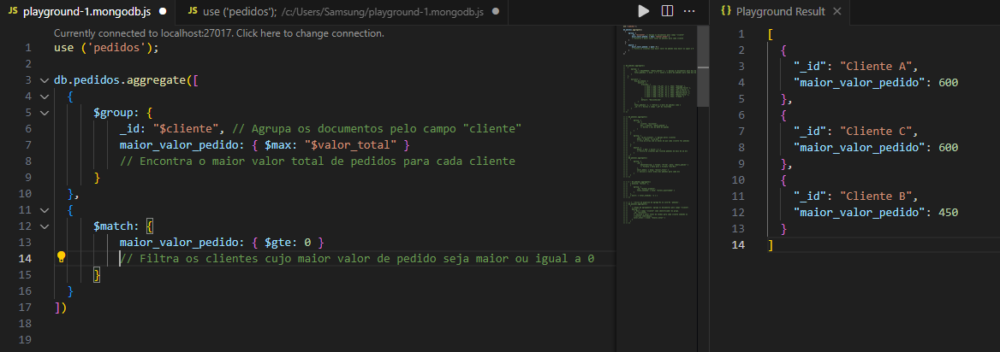 JS playground-1.mongodb.js
JS use ('pedidos'); /c:/Users/Samsung/playground-1.mongodb.js
Currently connected to localhost:27017. Click here to change connection.
1 use ('pedidos');
2
3 db.pedidos.aggregate([
4 {
5 $group: {
6 _id: "$cliente", // Agrupa os documentos pelo campo "cliente"
7 maior_valor_pedido: { $max: "$valor_total" }
8 // Encontra o maior valor total de pedidos para cada cliente
9 }
10 },
11 {
12 $match: {
13 maior_valor_pedido: { $gte: 0 }
14 // Filtra os clientes cujo maior valor de pedido seja maior ou igual a 0
15 }
16 }
17 ])
18
19
{} Playground Result
1 [
2 {
3 "_id": "Cliente A",
4 "maior_valor_pedido": 600
5 },
6 {
7 "_id": "Cliente C",
8 "maior_valor_pedido": 600
9 },
10 {
11 "_id": "Cliente B",
12 "maior_valor_pedido": 450
13 }
14 ]